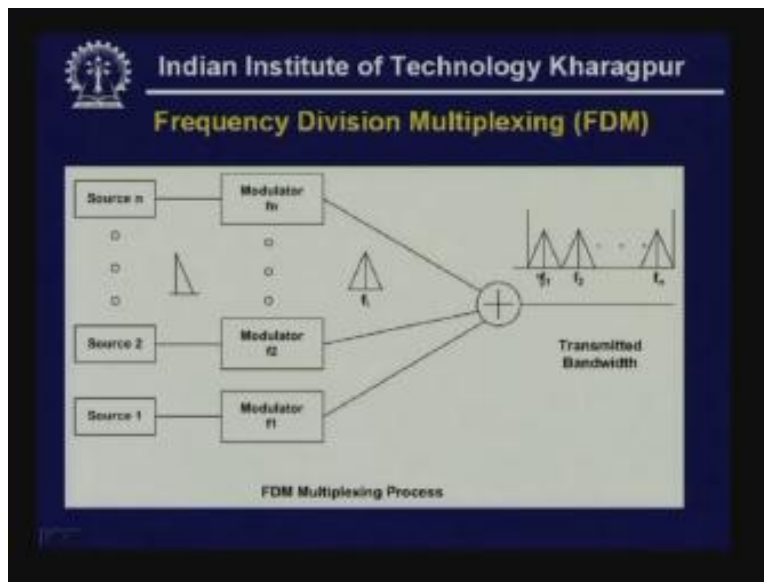 Indian Institute of Technology Kharagpur
Frequency Division Multiplexing (FDM)
Source n
Modulator
fn
f₁
f₂
fₙ
fᵢ
Source 2
Modulator
f2
Transmitted
Bandwidth
Source 1
Modulator
f1
FDM Multiplexing Process